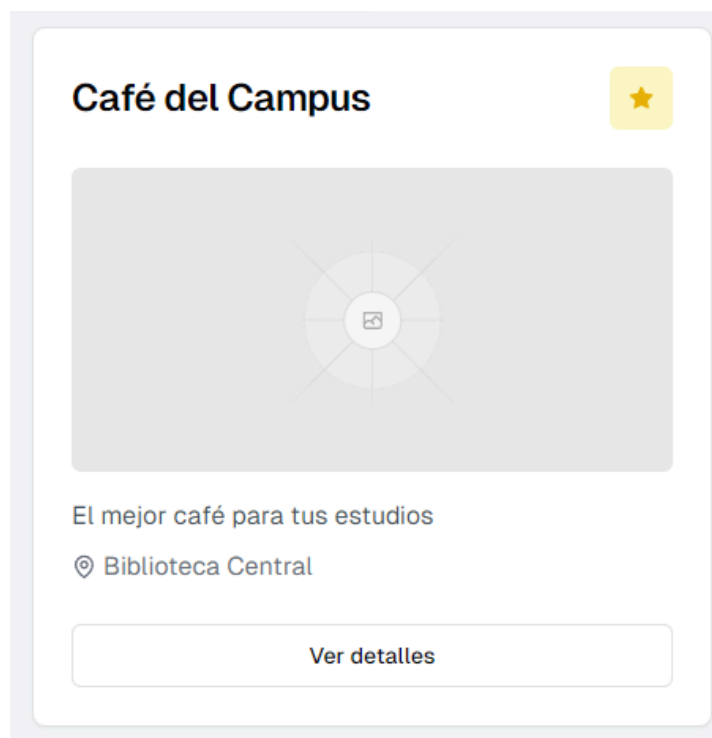 Café del Campus
El mejor café para tus estudios
Biblioteca Central
Ver detalles